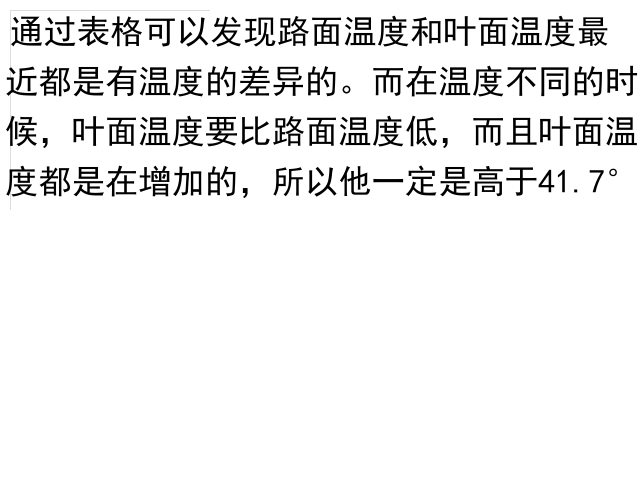 通过表格可以发现路面温度和叶面温度最
近都是有温度的差异的。而在温度不同的时
候，叶面温度要比路面温度低，而且叶面温
度都是在增加的，所以他一定是高于41.7°